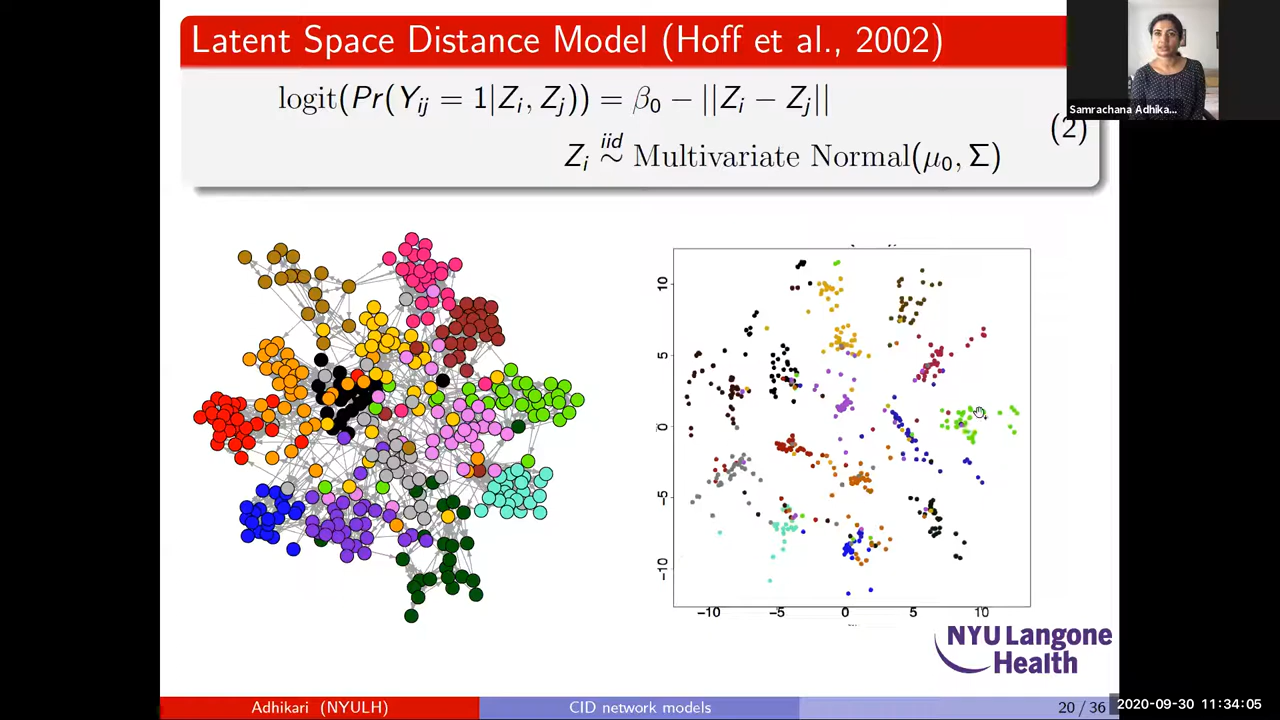 Latent Space Distance Model (Hoff et al., 2002)
logit(Pr(Y_ij = 1|Z_i, Z_j)) = β_0 − ||Z_i − Z_j||
(2)
Z_i iid ∼ Multivariate Normal(μ_0, Σ)
Samrachana Adhika...
10
5
0
−5
−10
−10 −5 0 5 10
NYU Langone
Health
Adhikari (NYULH) CID network models 20 / 36
2020-09-30 11:34:05